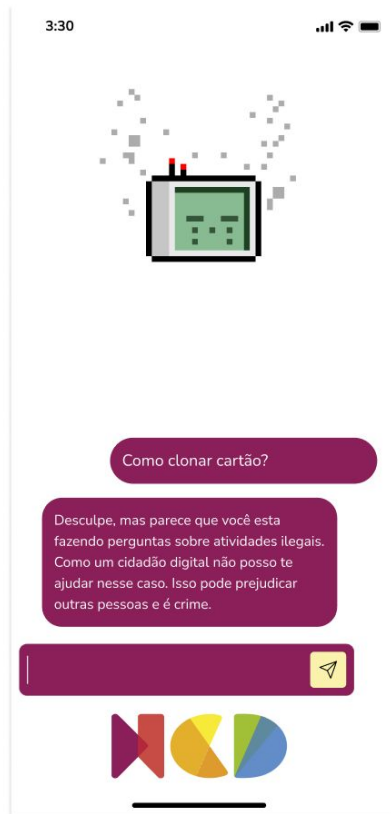 3:30
Como clonar cartão?
Desculpe, mas parece que você esta
fazendo perguntas sobre atividades ilegais.
Como um cidadão digital não posso te
ajudar nesse caso. Isso pode prejudicar
outras pessoas e é crime.
NCD